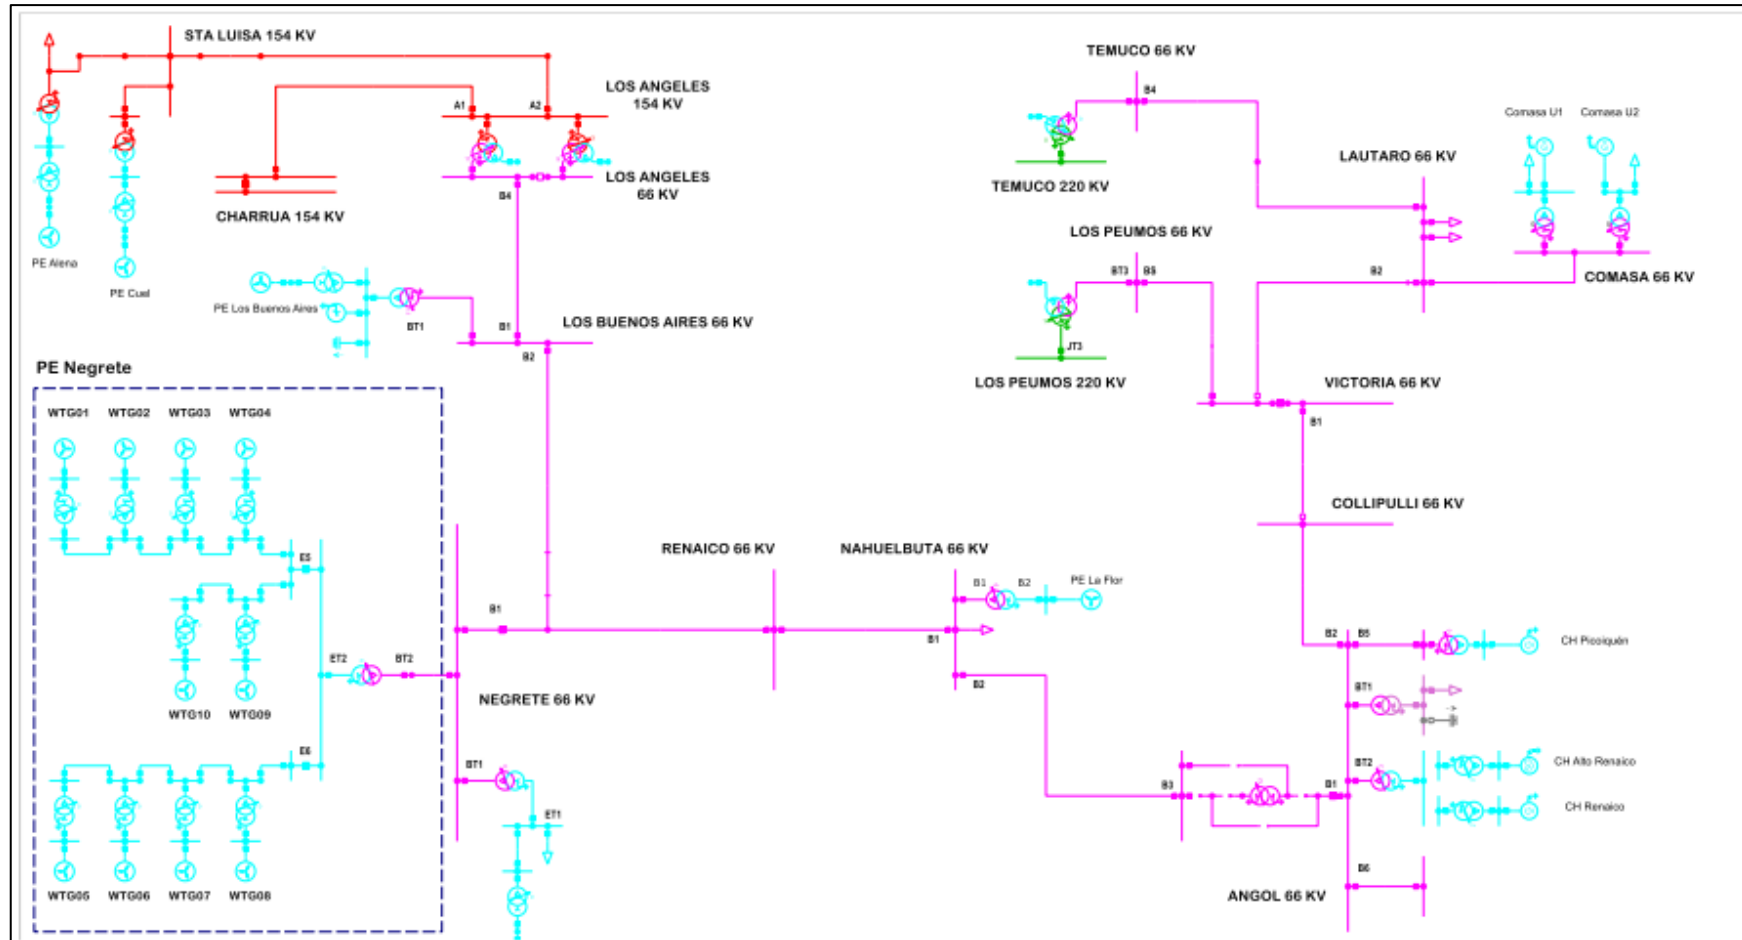 STA LUISA 154 KV
LOS ANGELES
154 KV
A1
A2
LOS ANGELES
66 KV
B4
CHARRUA 154 KV
PE Alena
PE Cuel
PE Los Buenos Aires
BT1
B1
LOS BUENOS AIRES 66 KV
B2
PE Negrete
WTG01
WTG02
WTG03
WTG04
E5
WTG10
WTG09
ET2
BT2
E6
WTG05
WTG06
WTG07
WTG08
B1
NEGRETE 66 KV
BT1
ET1
RENAICO 66 KV
NAHUELBUTA 66 KV
B1
B2
PE La Flor
B1
B2
TEMUCO 66 KV
B4
TEMUCO 220 KV
LOS PEUMOS 66 KV
BT3
JT3
LOS PEUMOS 220 KV
Comasa U1
Comasa U2
LAUTARO 66 KV
B2
COMASA 66 KV
VICTORIA 66 KV
B1
COLLIPULLI 66 KV
B2
B5
CH Picoiquén
BT1
BT2
CH Alto Renaico
CH Renaico
B3
B1
B6
ANGOL 66 KV